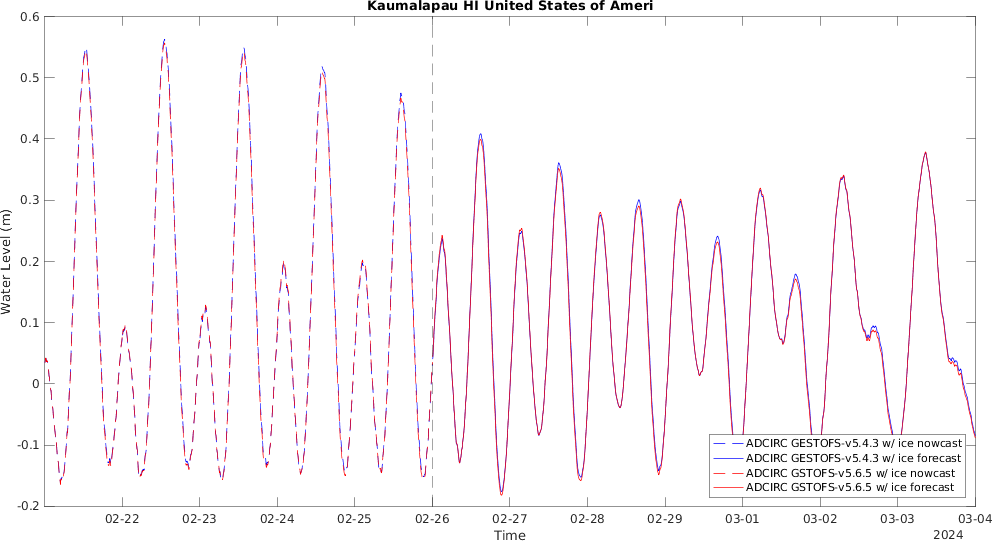 Kaumalapau HI United States of Ameri
0.6
0.5
0.4
0.3
0.2
0.1
0
-0.1
-0.2
Water Level (m)
ADCIRC GESTOFS-v5.4.3 w/ ice nowcast
ADCIRC GESTOFS-v5.4.3 w/ ice forecast
ADCIRC GSTOFS-v5.6.5 w/ ice nowcast
ADCIRC GSTOFS-v5.6.5 w/ ice forecast
02-22 02-23 02-24 02-25 02-26 02-27 02-28 02-29 03-01 03-02 03-03 03-04
Time
2024